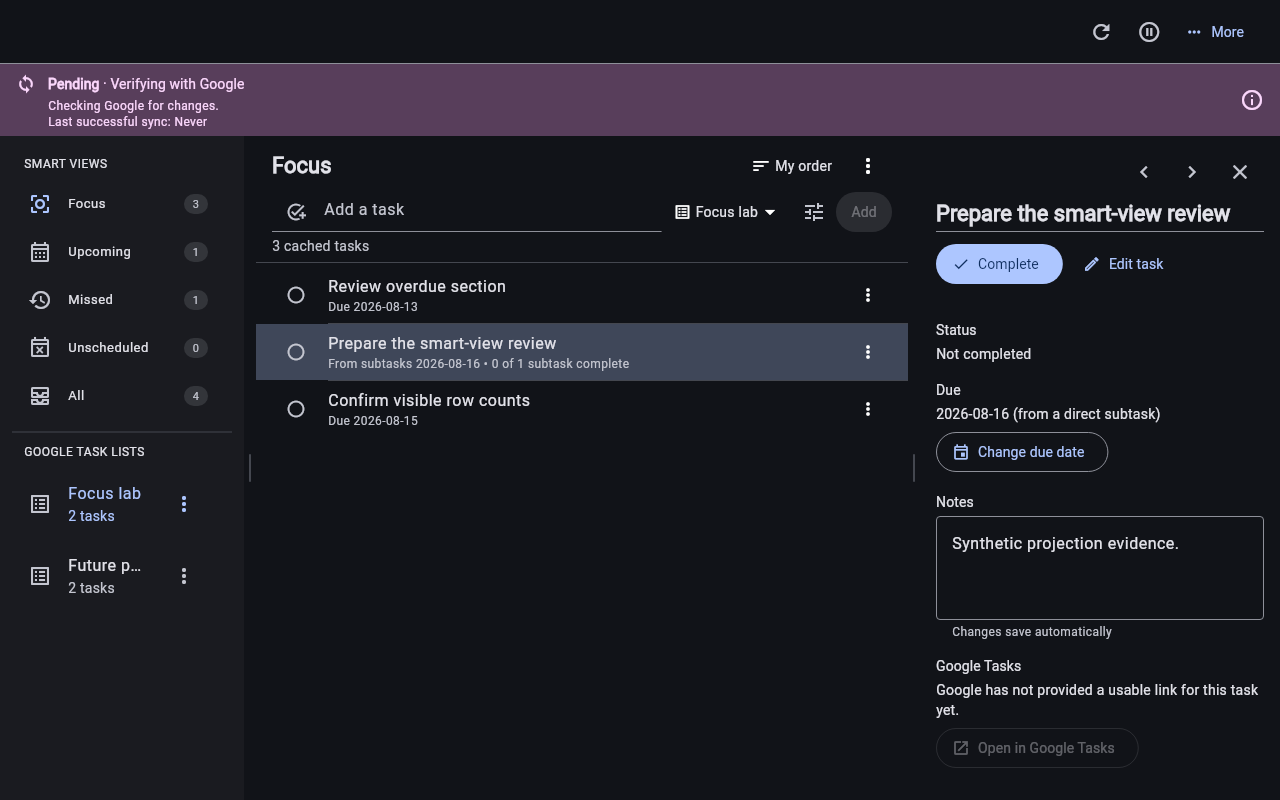 More
Pending · Verifying with Google
Checking Google for changes.
Last successful sync: Never
SMART VIEWS
Focus 3
Upcoming 1
Missed 1
Unscheduled 0
All 4
GOOGLE TASK LISTS
Focus lab
2 tasks
Future p...
2 tasks
Focus
My order
Add a task
Focus lab
Add
3 cached tasks
Review overdue section
Due 2026-08-13
Prepare the smart-view review
From subtasks 2026-08-16 • 0 of 1 subtask complete
Confirm visible row counts
Due 2026-08-15
Prepare the smart-view review
Complete
Edit task
Status
Not completed
Due
2026-08-16 (from a direct subtask)
Change due date
Notes
Synthetic projection evidence.
Changes save automatically
Google Tasks
Google has not provided a usable link for this task
yet.
Open in Google Tasks